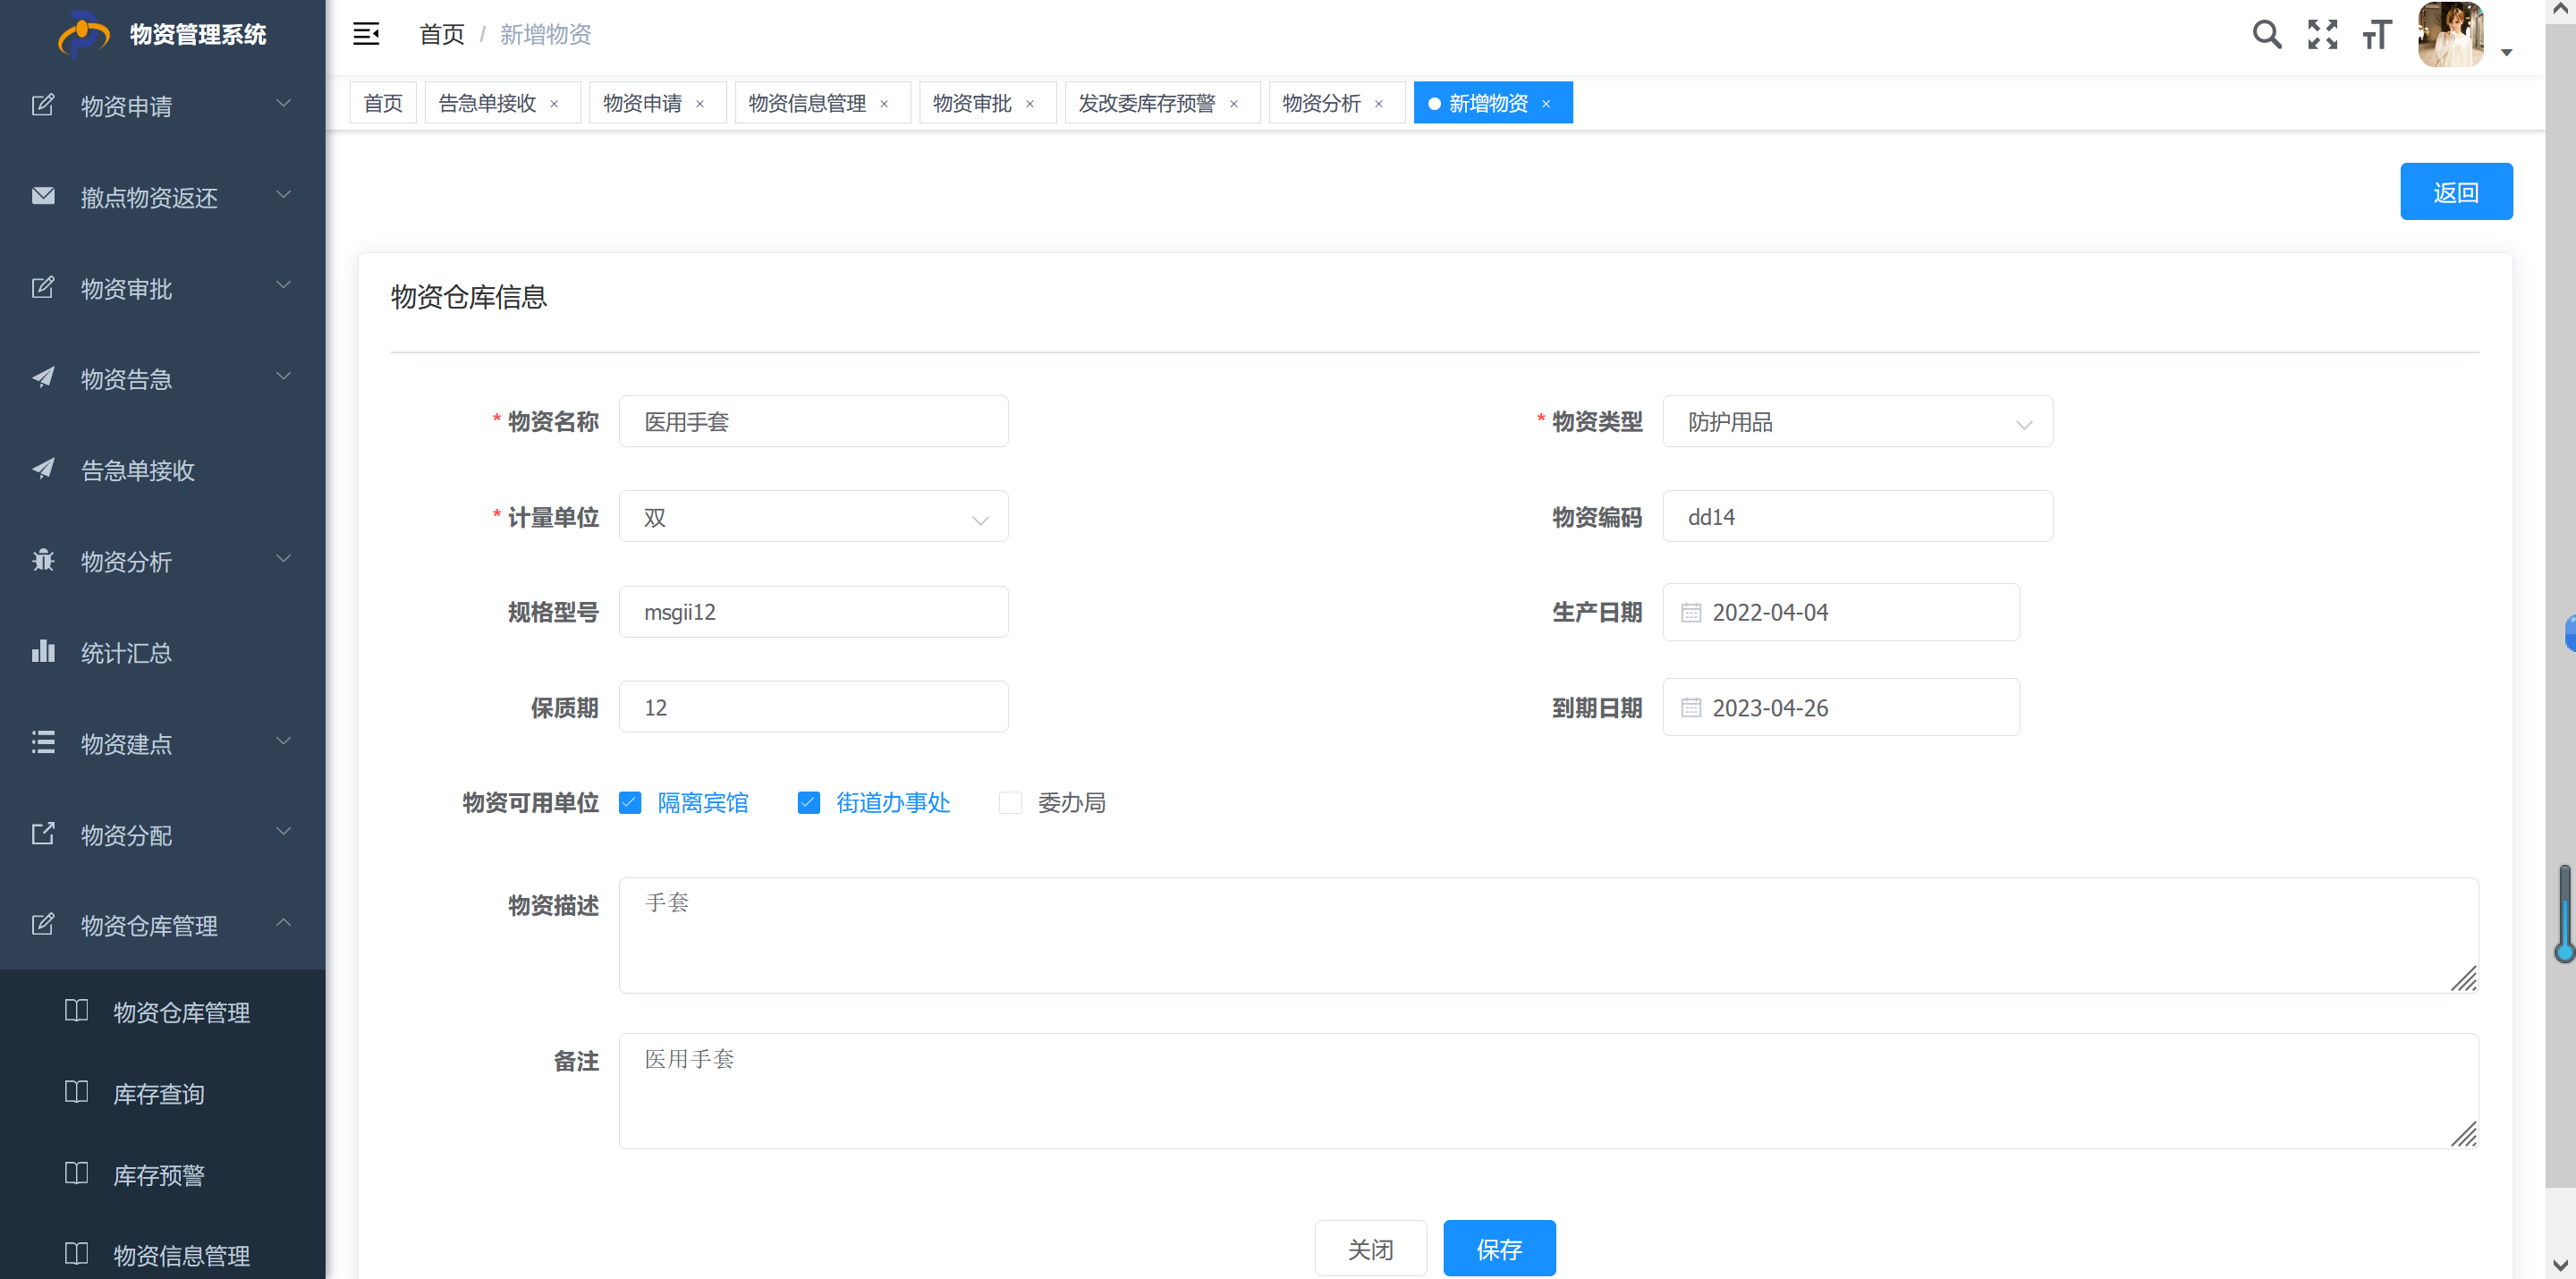 物资管理系统
首页 / 新增物资
首页 告急单接收 × 物资申请 × 物资信息管理 × 物资审批 × 发改委库存预警 × 物资分析 × 新增物资 ×
物资申请
撤点物资返还
物资审批
物资告急
告急单接收
物资分析
统计汇总
物资建点
物资分配
物资仓库管理
物资仓库管理
库存查询
库存预警
物资信息管理
返回
物资仓库信息
* 物资名称 医用手套 * 物资类型 防护用品
* 计量单位 双 物资编码 dd14
规格型号 msgii12 生产日期 2022-04-04
保质期 12 到期日期 2023-04-26
物资可用单位 隔离宾馆 街道办事处 委办局
物资描述 手套
备注 医用手套
关闭 保存